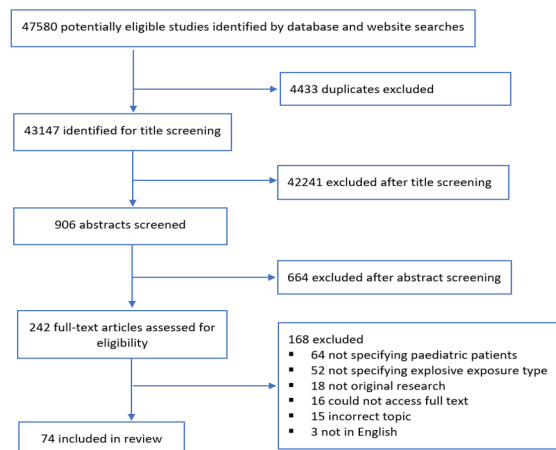 47580 potentially eligible studies identified by database and website searches
4433 duplicates excluded
43147 identified for title screening
42241 excluded after title screening
906 abstracts screened
664 excluded after abstract screening
242 full-text articles assessed for
eligibility
168 excluded
▪ 64 not specifying paediatric patients
▪ 52 not specifying explosive exposure type
▪ 18 not original research
▪ 16 could not access full text
▪ 15 incorrect topic
▪ 3 not in English
74 included in review